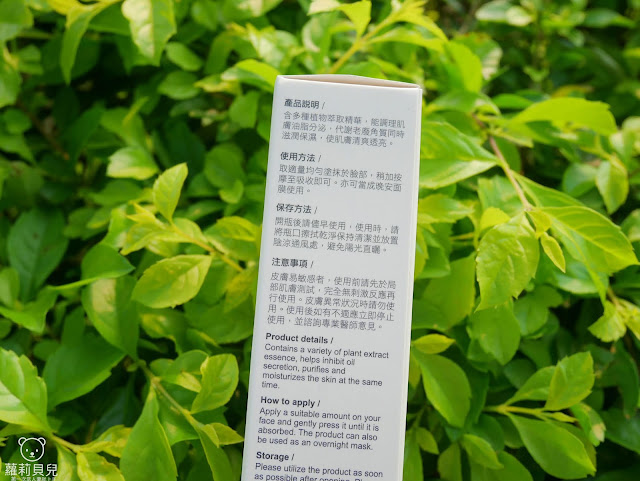 產品說明 /
含多種植物萃取精華，能調理肌
膚油脂分泌，代謝老廢角質同時
滋潤保濕，使肌膚清爽透亮。
使用方法 /
取適量均勻塗抹於臉部，稍加按
摩至吸收即可。亦可當成晚安面
膜使用。
保存方法 /
開瓶後請儘早使用，使用時，請
將瓶口擦拭乾淨保持清潔並放置
陰涼通風處，避免陽光直曬。
注意事項 /
皮膚易敏感者，使用前請先於局
部肌膚測試，完全無刺激反應再
行使用。皮膚異常狀況時請勿使
用。使用後如有不適應立即停止
使用，並諮詢專業醫師意見。
Product details /
Contains a variety of plant extract
essence, helps inhibit oil
secretion, purifies and
moisturizes the skin at the same
time.
How to apply /
Apply a suitable amount on your
face and gently press it until it is
absorbed. The product can also
be used as an overnight mask.
Storage /
Please utilize the product as soon
as possible after opening.
蘿莉貝兒